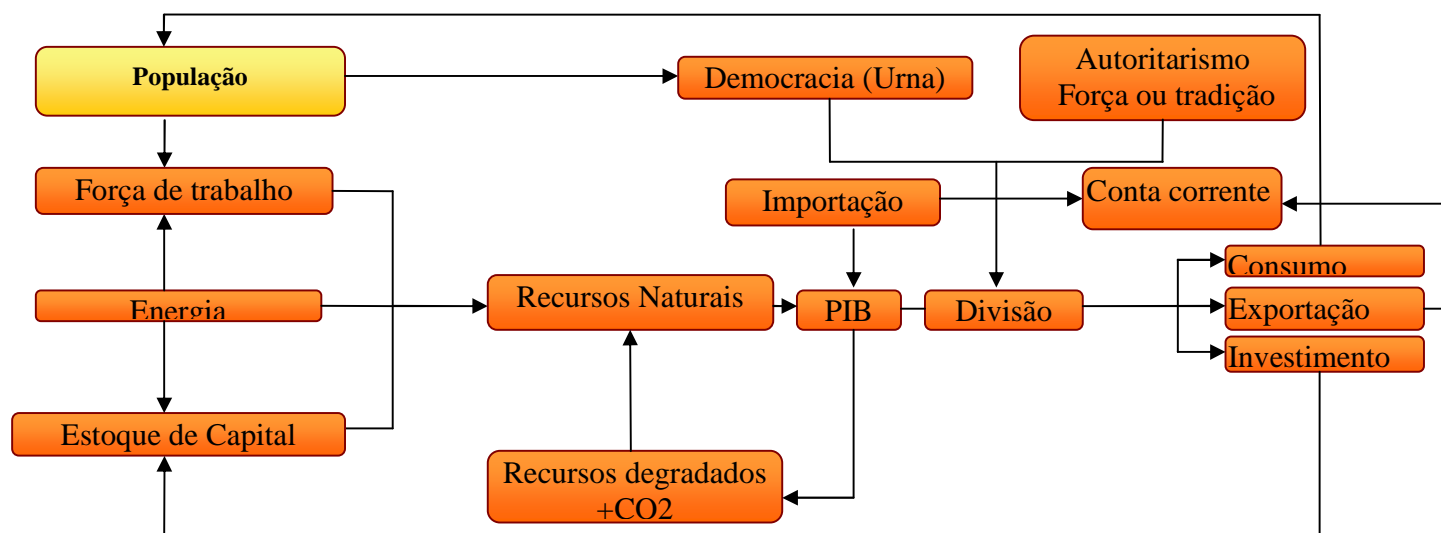 População
Democracia (Urna)
Autoritarismo
Força ou tradição
Força de trabalho
Importação
Conta corrente
Consumo
Energia
Recursos Naturais
PIB
Divisão
Exportação
Investimento
Estoque de Capital
Recursos degradados
+CO2